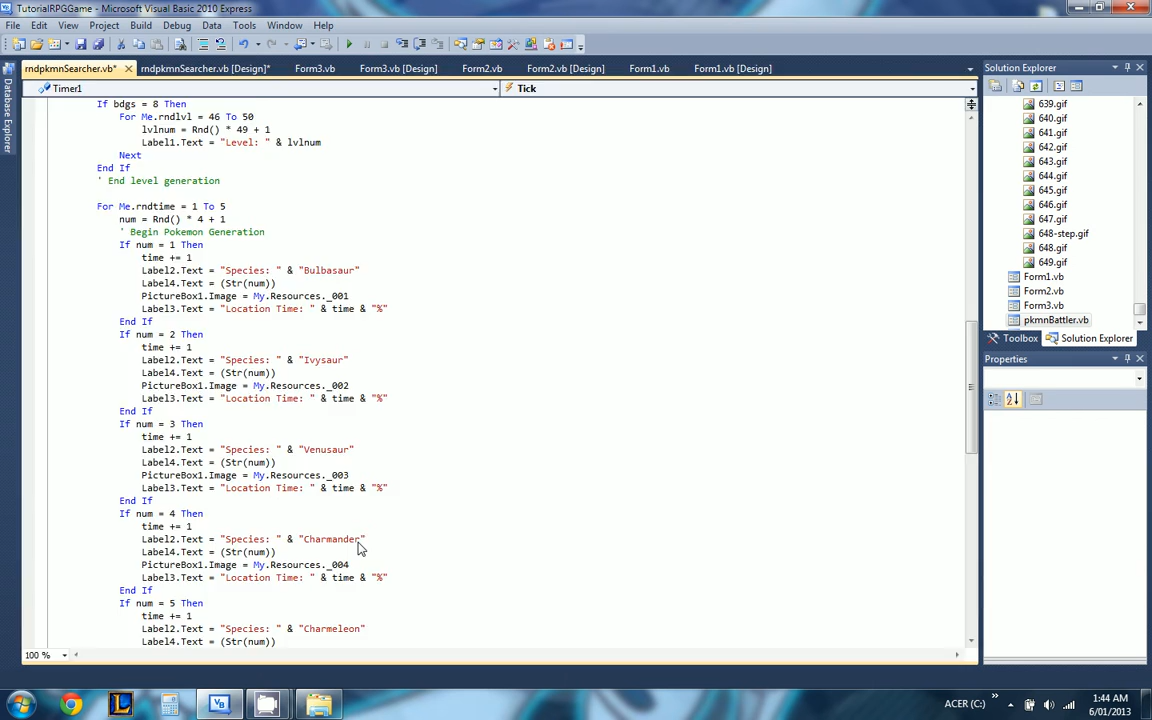 TutorialRPGGame - Microsoft Visual Basic 2010 Express
File Edit View Project Build Debug Data Tools Window Help
rndpkmnSearcher.vb* rndpkmnSearcher.vb [Design]* Form3.vb Form3.vb [Design] Form2.vb Form2.vb [Design] Form1.vb Form1.vb [Design]
Timer1 Tick
Database Explorer
If bdgs = 8 Then
For Me.rndlvl = 46 To 50
lvlnum = Rnd() * 49 + 1
Label1.Text = "Level: " & lvlnum
Next
End If
' End level generation
For Me.rndtime = 1 To 5
num = Rnd() * 4 + 1
' Begin Pokemon Generation
If num = 1 Then
time += 1
Label2.Text = "Species: " & "Bulbasaur"
Label4.Text = (Str(num))
PictureBox1.Image = My.Resources._001
Label3.Text = "Location Time: " & time & "%"
End If
If num = 2 Then
time += 1
Label2.Text = "Species: " & "Ivysaur"
Label4.Text = (Str(num))
PictureBox1.Image = My.Resources._002
Label3.Text = "Location Time: " & time & "%"
End If
If num = 3 Then
time += 1
Label2.Text = "Species: " & "Venusaur"
Label4.Text = (Str(num))
PictureBox1.Image = My.Resources._003
Label3.Text = "Location Time: " & time & "%"
End If
If num = 4 Then
time += 1
Label2.Text = "Species: " & "Charmander"
Label4.Text = (Str(num))
PictureBox1.Image = My.Resources._004
Label3.Text = "Location Time: " & time & "%"
End If
If num = 5 Then
time += 1
Label2.Text = "Species: " & "Charmeleon"
Label4.Text = (Str(num))
100 %
Solution Explorer
639.gif
640.gif
641.gif
642.gif
643.gif
644.gif
645.gif
646.gif
647.gif
648-step.gif
648.gif
649.gif
Form1.vb
Form2.vb
Form3.vb
pkmnBattler.vb
Toolbox Solution Explorer
Properties
ACER (C:)
1:44 AM
6/01/2013